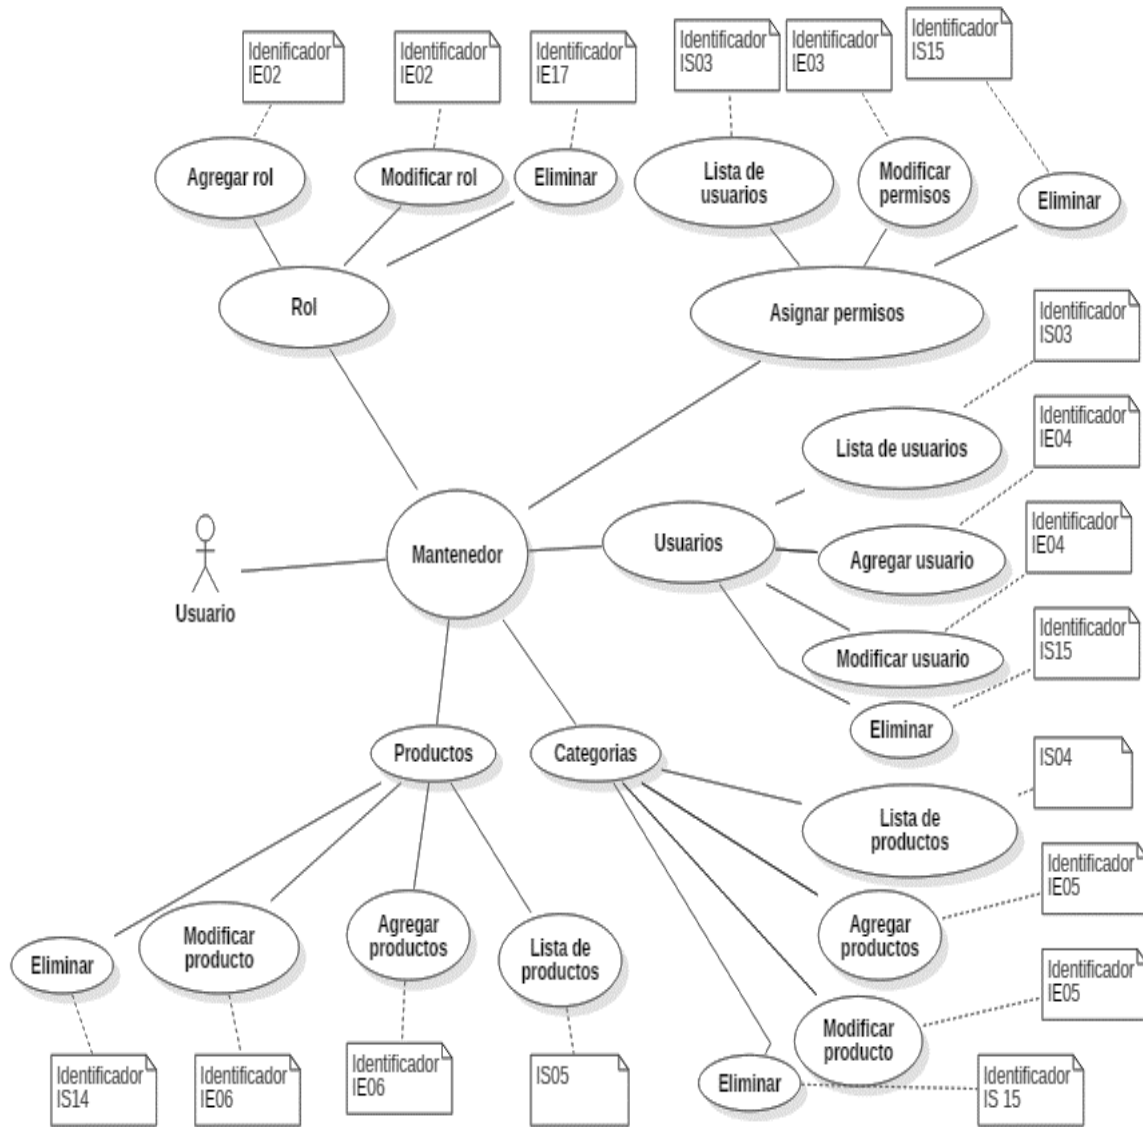 Idenificador
IE02
Identificador
IE02
Identificador
IE17
Identificador
IS03
Identificador
IE03
Identificador
IS15
Agregar rol
Modificar rol
Eliminar
Lista de
usuarios
Modificar
permisos
Eliminar
Rol
Asignar permisos
Identificador
IS03
Lista de usuarios
Identificador
IE04
Mantenedor
Usuarios
Agregar usuario
Identificador
IE04
Usuario
Modificar usuario
Identificador
IS15
Eliminar
Productos
Categorias
IS04
Lista de
productos
Identificador
IE05
Agregar
productos
Eliminar
Modificar
producto
Agregar
productos
Lista de
productos
Identificador
IE05
Modificar
producto
Eliminar
Identificador
IS14
Identificador
IE06
Identificador
IE06
IS05
Identificador
IS 15